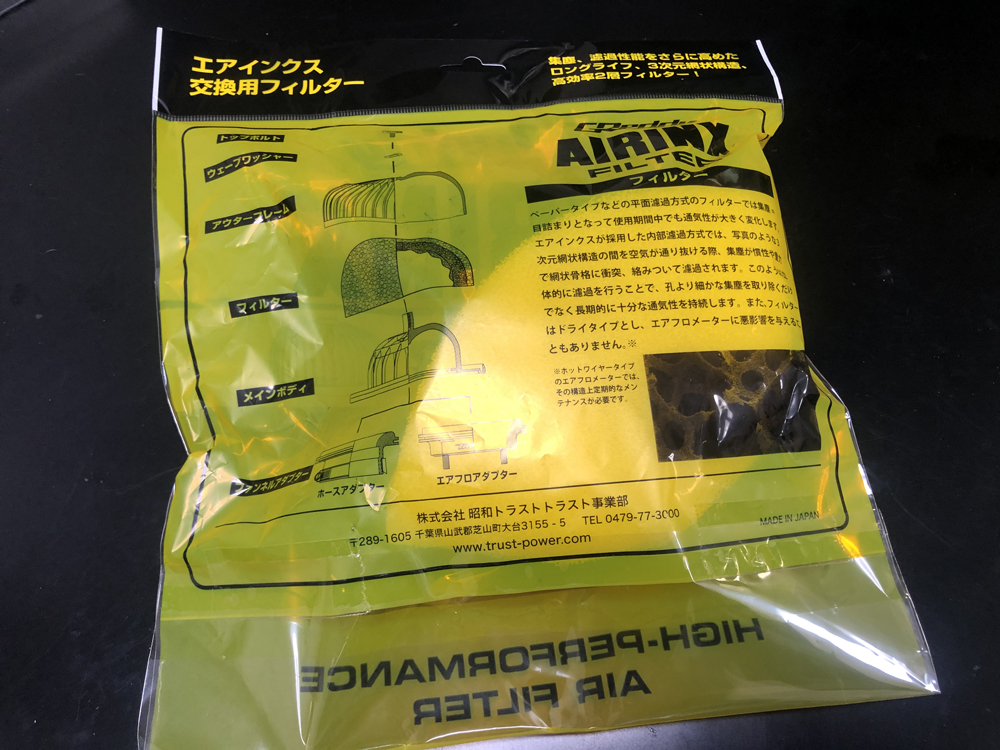 エアインクス
交換用フィルター
集塵、濾過性能をさらに高めた
ロングライフ、3次元網状構造、
高効率2層フィルター！
トップボルト
ウェーブワッシャー
アウターフレーム
フィルター
メインボディ
ファンネルアダプター
ホースアダプター
エアフロアダプター
GReddy
AIRINX
FILTER
フィルター
ペーパータイプなどの平面濾過方式のフィルターでは集塵
目詰まりとなって使用期間中でも通気性が大きく変化します
エアインクスが採用した内部濾過方式では、写真のような3
次元網状構造の間を空気が通り抜ける際、集塵が慣性や
で網状骨格に衝突、絡みついて濾過されます。このように
体的に濾過を行うことで、孔より細かな集塵を取り除くだけ
でなく長期的に十分な通気性を持続します。また、フィルター
はドライタイプとし、エアフロメーターに悪影響を与えるこ
ともありません。※
※ホットワイヤータイプ
のエアフロメーターでは、
その構造上定期的なメン
テナンスが必要です。
株式会社 昭和トラストトラスト事業部
〒289-1605 千葉県山武郡芝山町大台3155-5 TEL 0479-77-3000
www.trust-power.com
MADE IN JAPAN
HIGH-PERFORMANCE
AIR FILTER